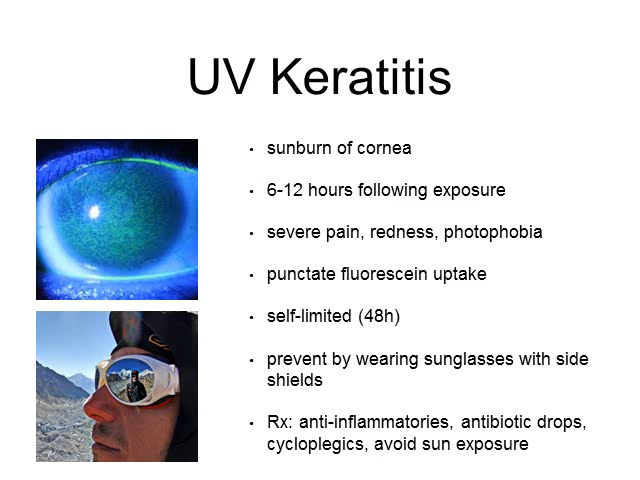 UV Keratitis
• sunburn of cornea
• 6-12 hours following exposure
• severe pain, redness, photophobia
• punctate fluorescein uptake
• self-limited (48h)
• prevent by wearing sunglasses with side
shields
• Rx: anti-inflammatories, antibiotic drops,
cycloplegics, avoid sun exposure